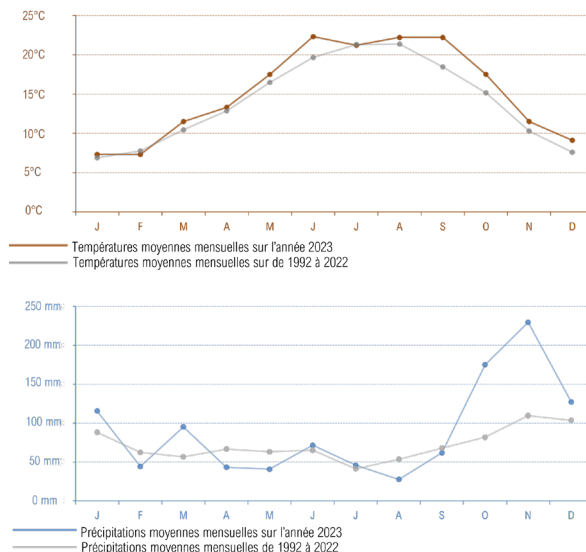 25°C
20°C
15°C
10°C
5°C
0°C
J F M A M J J A S O N D
Températures moyennes mensuelles sur l'année 2023
Températures moyennes mensuelles sur de 1992 à 2022
250 mm
200 mm
150 mm
100 mm
50 mm
0 mm
J F M A M J J A S O N D
Précipitations moyennes mensuelles sur l'année 2023
Précipitations moyennes mensuelles de 1992 à 2022